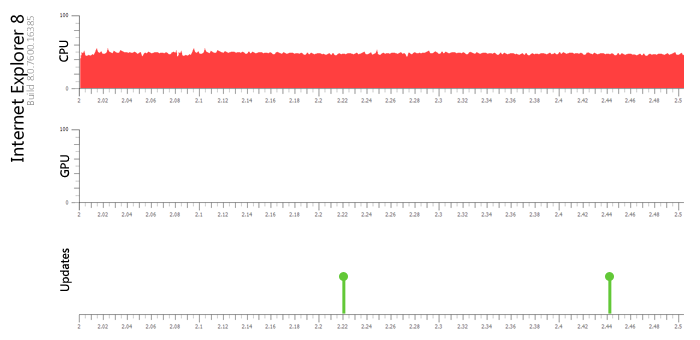 Internet Explorer 8
Build 8.0.7600.16385
CPU
100
0
2 2.02 2.04 2.06 2.08 2.1 2.12 2.14 2.16 2.18 2.2 2.22 2.24 2.26 2.28 2.3 2.32 2.34 2.36 2.38 2.4 2.42 2.44 2.46 2.48 2.5
GPU
100
0
2 2.02 2.04 2.06 2.08 2.1 2.12 2.14 2.16 2.18 2.2 2.22 2.24 2.26 2.28 2.3 2.32 2.34 2.36 2.38 2.4 2.42 2.44 2.46 2.48 2.5
Updates
2 2.02 2.04 2.06 2.08 2.1 2.12 2.14 2.16 2.18 2.2 2.22 2.24 2.26 2.28 2.3 2.32 2.34 2.36 2.38 2.4 2.42 2.44 2.46 2.48 2.5